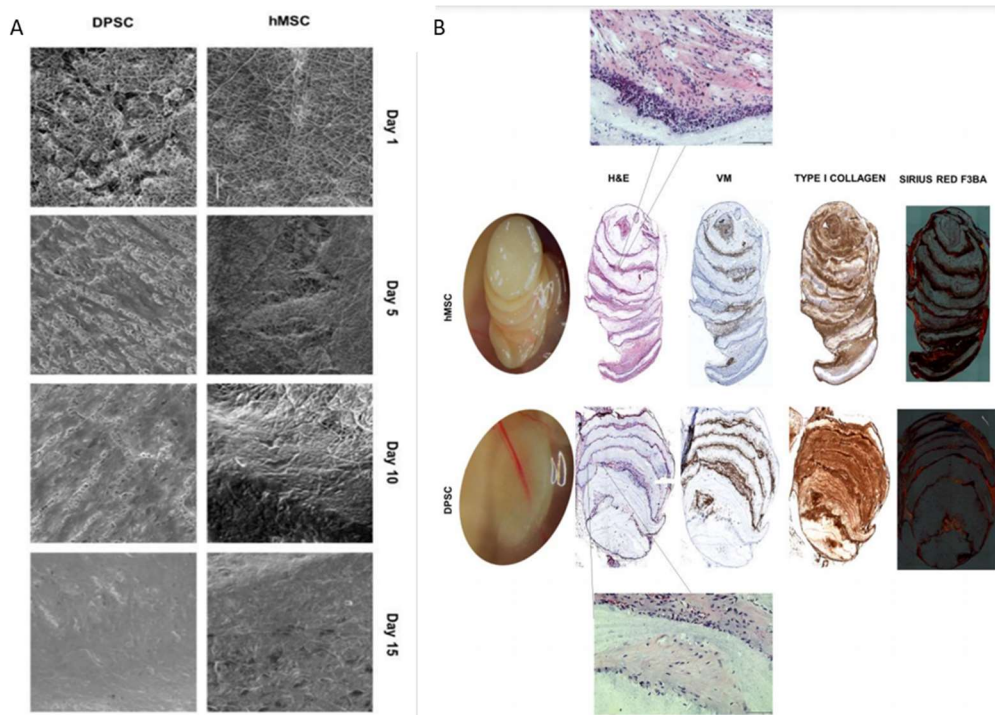 A
DPSC
hMSC
Day 1
Day 5
Day 10
Day 15
B
H&E
VM
TYPE I COLLAGEN
SIRIUS RED F3BA
hMSC
DPSC